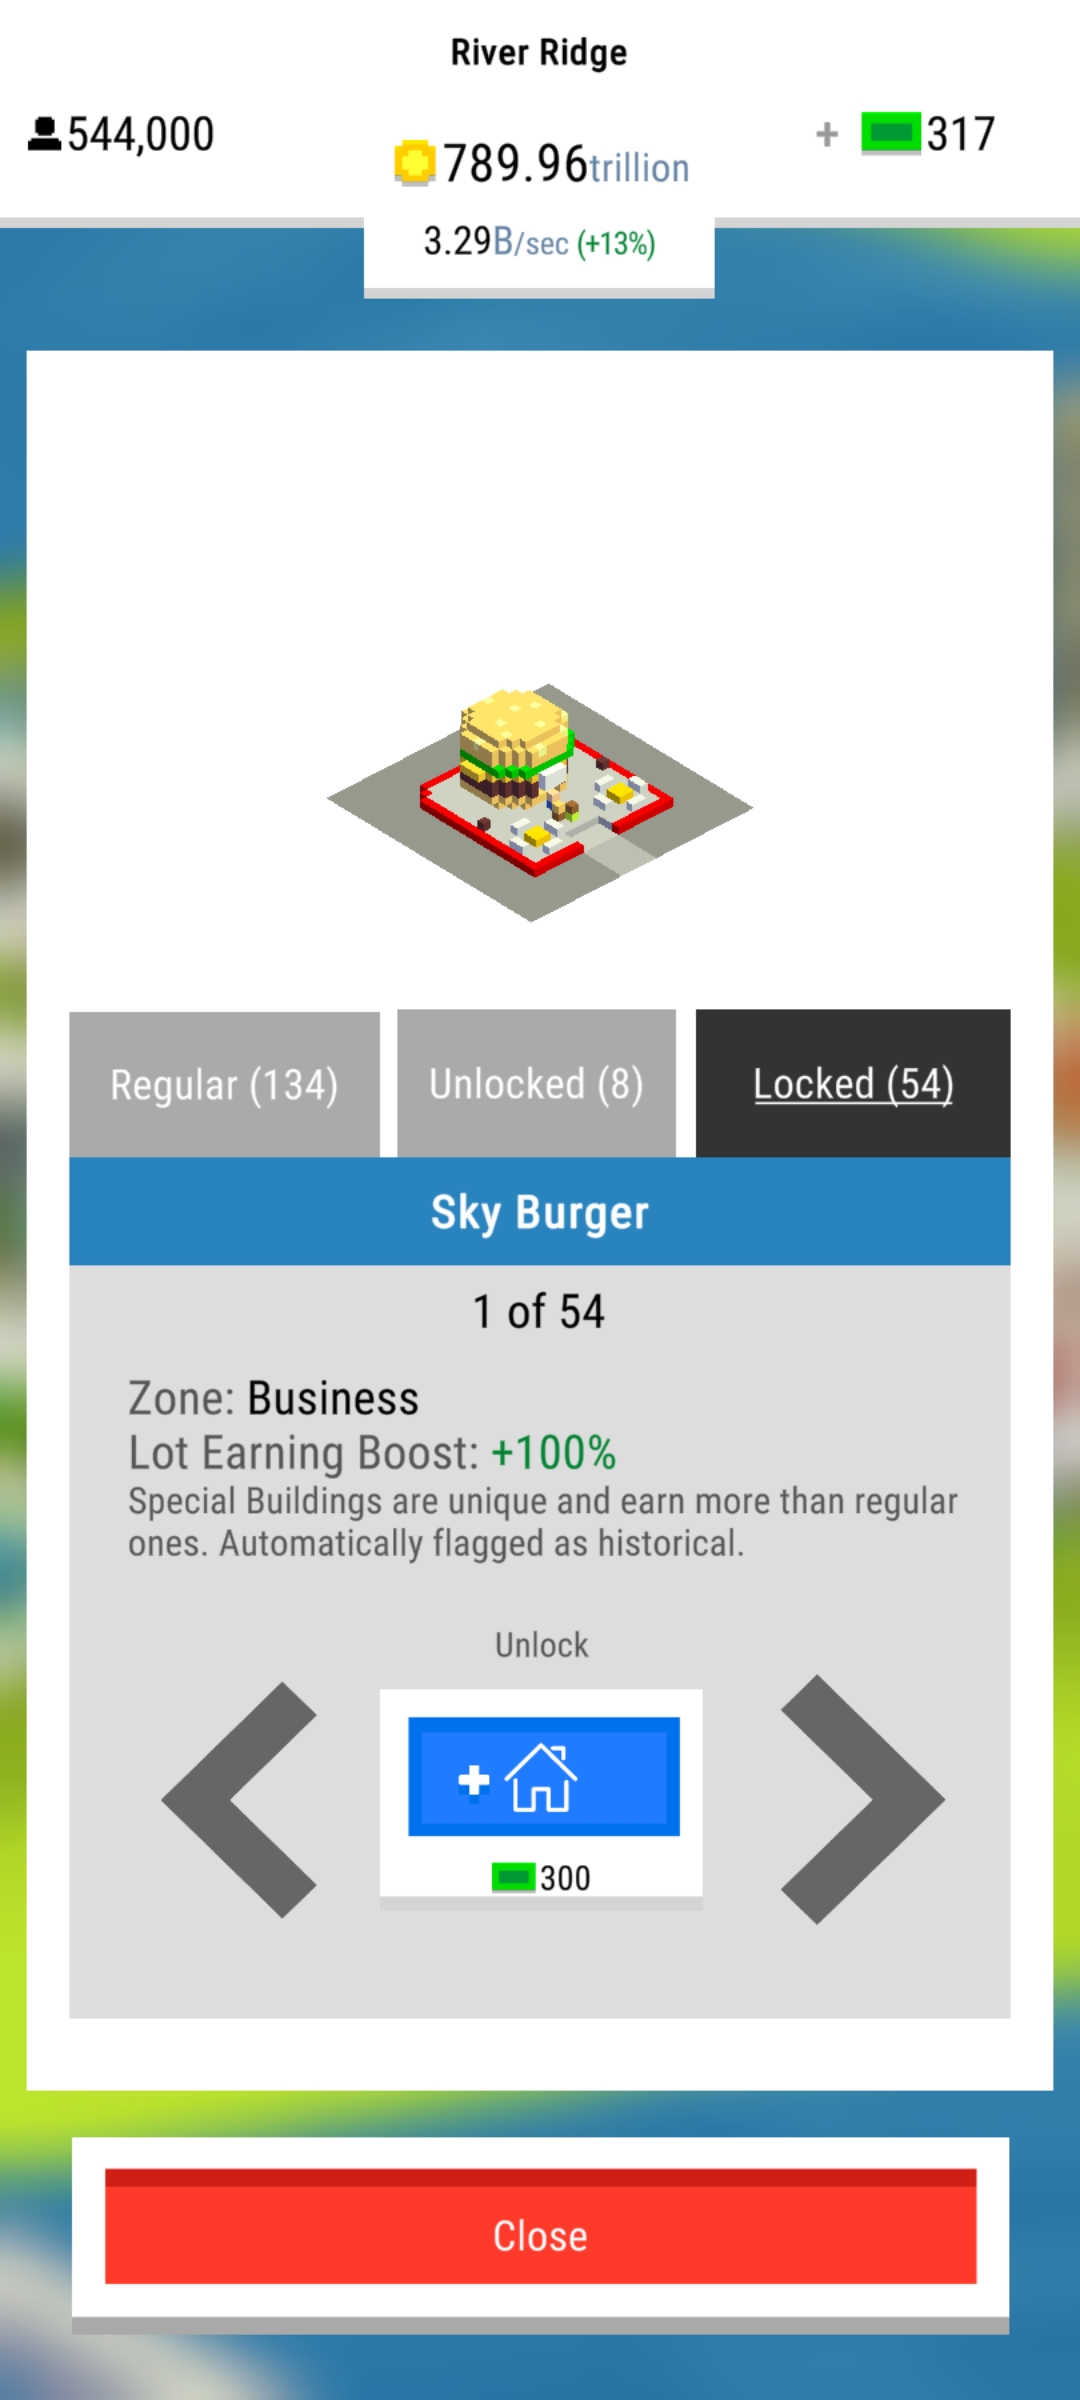 River Ridge
544,000
+ 317
789.96trillion
3.29B/sec (+13%)
Regular (134)
Unlocked (8)
Locked (54)
Sky Burger
1 of 54
Zone: Business
Lot Earning Boost: +100%
Special Buildings are unique and earn more than regular
ones. Automatically flagged as historical.
Unlock
300
Close